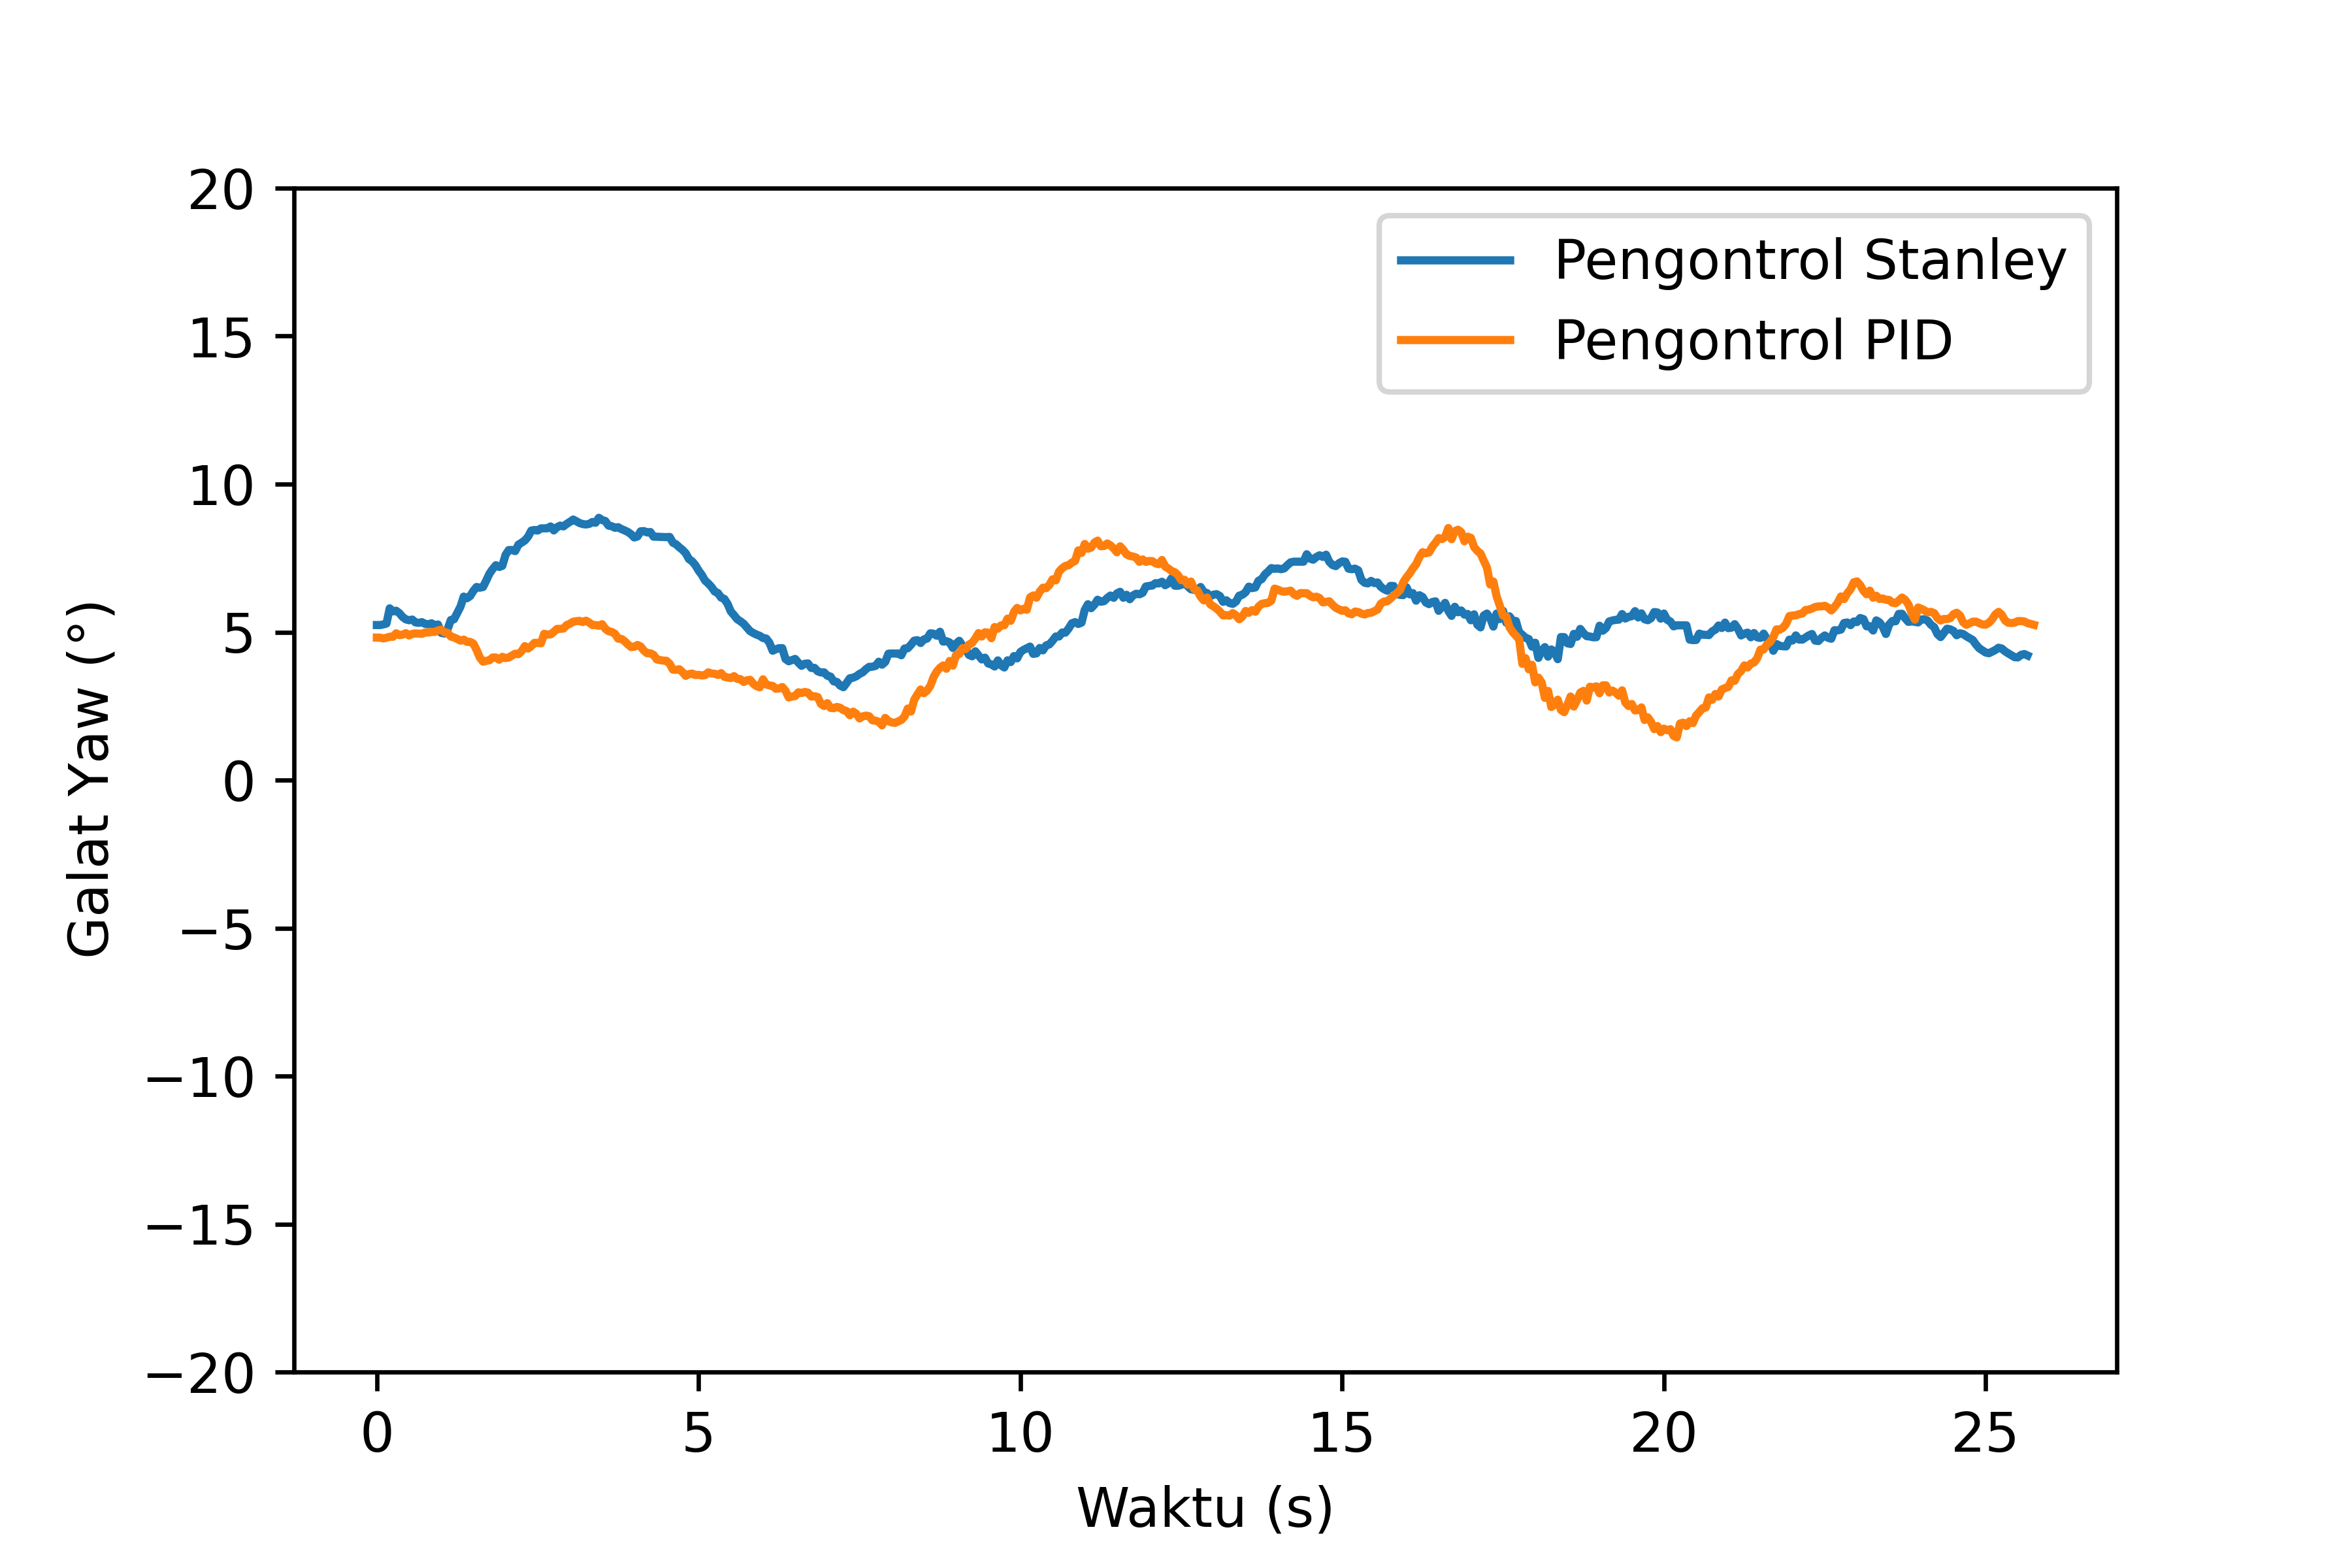 20
15
10
5
0
−5
−10
−15
−20
Galat Yaw (°)
Pengontrol Stanley
Pengontrol PID
0 5 10 15 20 25
Waktu (s)